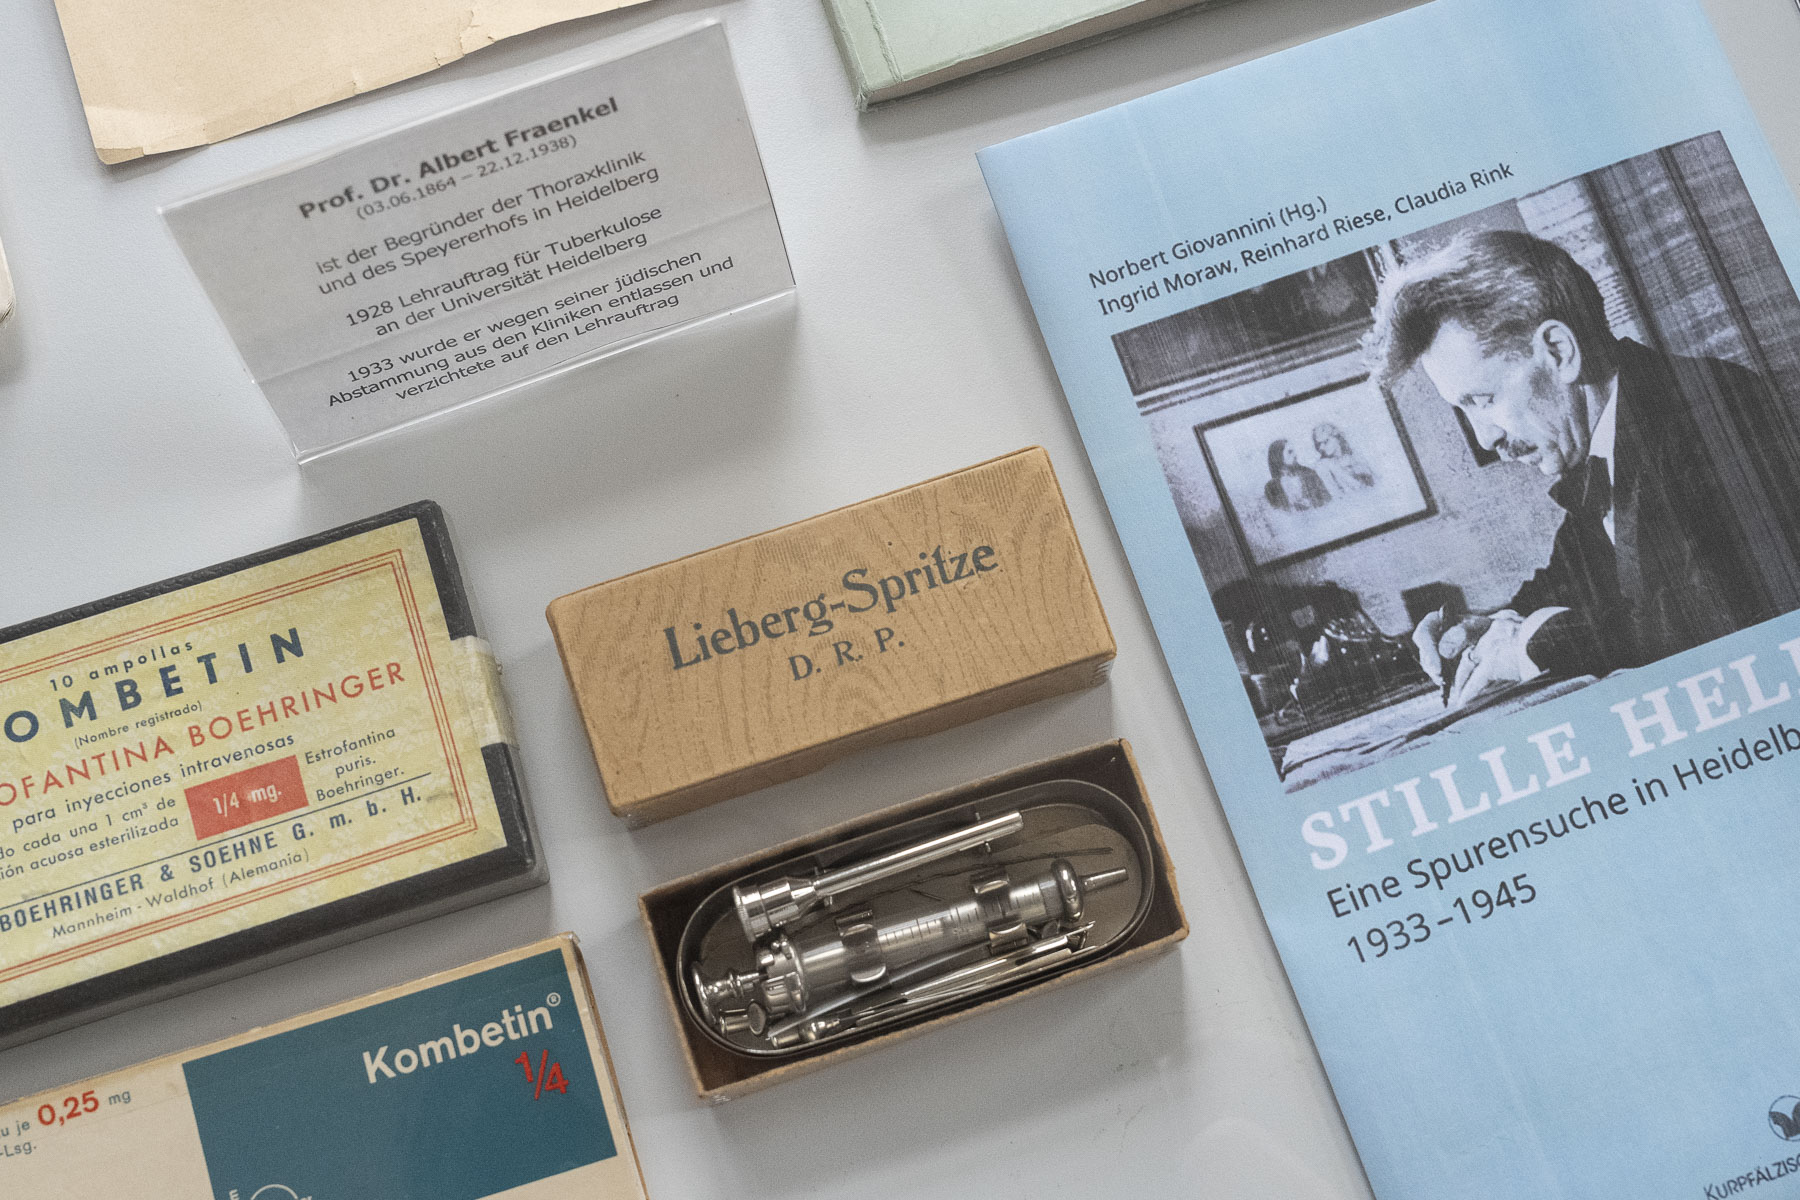 Prof. Dr. Albert Fraenkel
(03.06.1864 – 22.12.1938)
ist der Begründer der Thoraxklinik
und des Speyererhofs in Heidelberg
1928 Lehrauftrag für Tuberkulose
an der Universität Heidelberg
1933 wurde er wegen seiner jüdischen
Abstammung aus den Kliniken entlassen und
verzichtete auf den Lehrauftrag
Norbert Giovannini (Hg.)
Ingrid Moraw, Reinhard Riese, Claudia Rink
STILLE HEL
Eine Spurensuche in Heidelb
1933–1945
KURPFÄLZISC
Lieberg-Spritze
D. R. P.
10 ampollas
OMBETIN
(Nombre registrado)
OFANTINA BOEHRINGER
para inyecciones intravenosas
do cada una 1 cm³ de
ión acuosa esterilizada
1/4 mg.
Estrofantina
puris.
Boehringer.
BOEHRINGER & SOEHNE G. m. b. H.
Mannheim - Waldhof (Alemania)
Kombetin®
1/4
u je 0,25 mg
-Lsg.